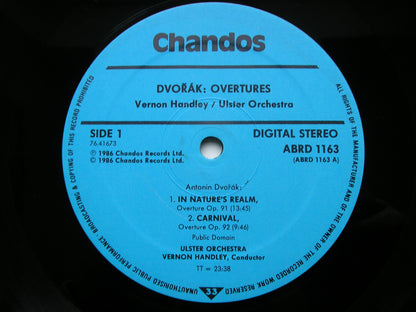 Chandos
DVOŘÁK: OVERTURES
Vernon Handley / Ulster Orchestra
SIDE 1
76.41673
DIGITAL STEREO
ABRD 1163
(ABRD 1163 A)
℗ 1986 Chandos Records Ltd.
© 1986 Chandos Records Ltd.
Antonin Dvořák:
1. IN NATURE'S REALM,
Overture Op. 91 (13:45)
2. CARNIVAL,
Overture Op. 92 (9:46)
Public Domain
ULSTER ORCHESTRA
VERNON HANDLEY, Conductor
TT = 23:38
33
ALL RIGHTS OF THE MANUFACTURER AND OF THE OWNER OF THE RECORDED WORK RESERVED
UNAUTHORISED PUBLIC PERFORMANCE, BROADCASTING & COPYING OF THIS RECORD PROHIBITED